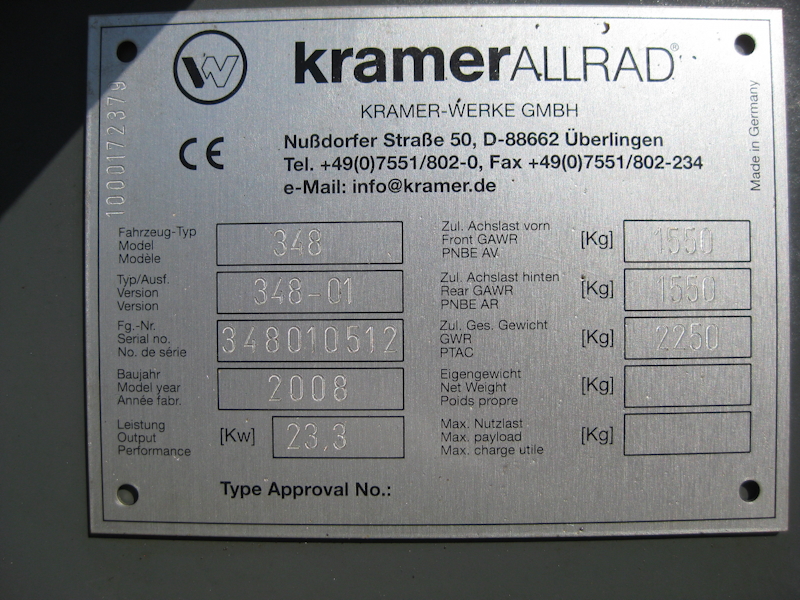 1000172379
W
kramerALLRAD®
KRAMER-WERKE GMBH
CE
Nußdorfer Straße 50, D-88662 Überlingen
Tel. +49(0)7551/802-0, Fax +49(0)7551/802-234
e-Mail: info@kramer.de
Made in Germany
Fahrzeug-Typ
Model
Modèle
348
Typ/Ausf.
Version
Version
348-01
Fg.-Nr.
Serial no.
No. de série
348010512
Baujahr
Model year
Année fabr.
2008
Leistung
Output
Performance
[Kw]
23,3
Zul. Achslast vorn
Front GAWR
PNBE AV
[Kg]
1550
Zul. Achslast hinten
Rear GAWR
PNBE AR
[Kg]
1550
Zul. Ges. Gewicht
GWR
PTAC
[Kg]
2250
Eigengewicht
Net Weight
Poids propre
[Kg]
Max. Nutzlast
Max. payload
Max. charge utile
[Kg]
Type Approval No.: